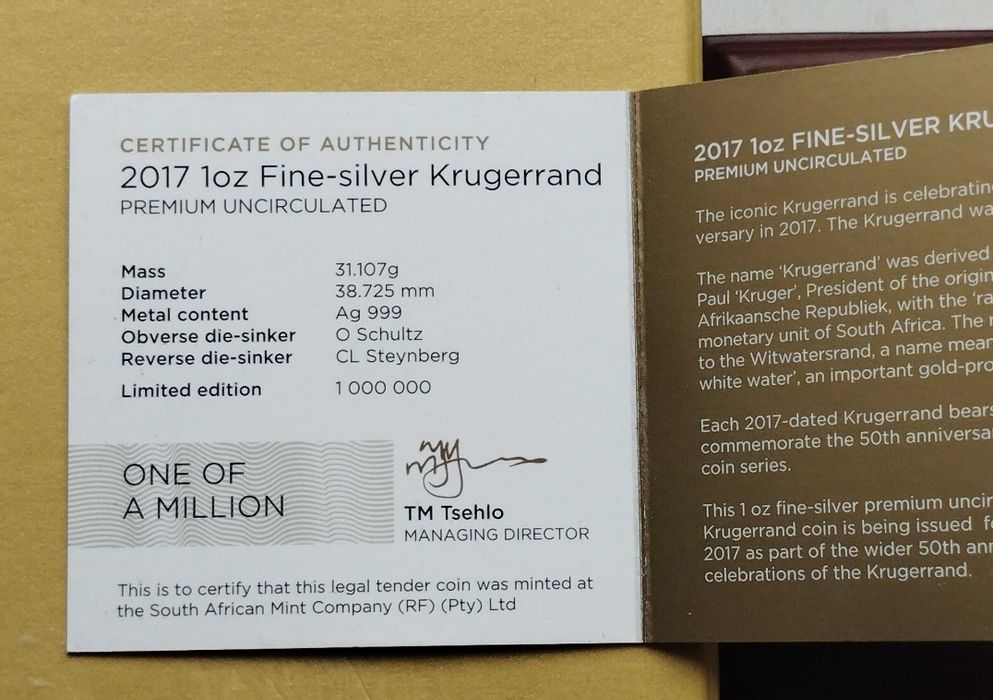 CERTIFICATE OF AUTHENTICITY
2017 1oz Fine-silver Krugerrand
PREMIUM UNCIRCULATED
Mass 31.107g
Diameter 38.725 mm
Metal content Ag 999
Obverse die-sinker O Schultz
Reverse die-sinker CL Steynberg
Limited edition 1 000 000
ONE OF
A MILLION
TM Tsehlo
MANAGING DIRECTOR
This is to certify that this legal tender coin was minted at
the South African Mint Company (RF) (Pty) Ltd
2017 1oz FINE-SILVER KRU
PREMIUM UNCIRCULATED
The iconic Krugerrand is celebratin
versary in 2017. The Krugerrand wa
The name ‘Krugerrand’ was derived
Paul ‘Kruger’, President of the origin
Afrikaansche Republiek, with the ‘ra
monetary unit of South Africa. The
to the Witwatersrand, a name mean
white water’, an important gold-pro
Each 2017-dated Krugerrand bears
commemorate the 50th anniversa
coin series.
This 1 oz fine-silver premium uncir
Krugerrand coin is being issued f
2017 as part of the wider 50th ann
celebrations of the Krugerrand.